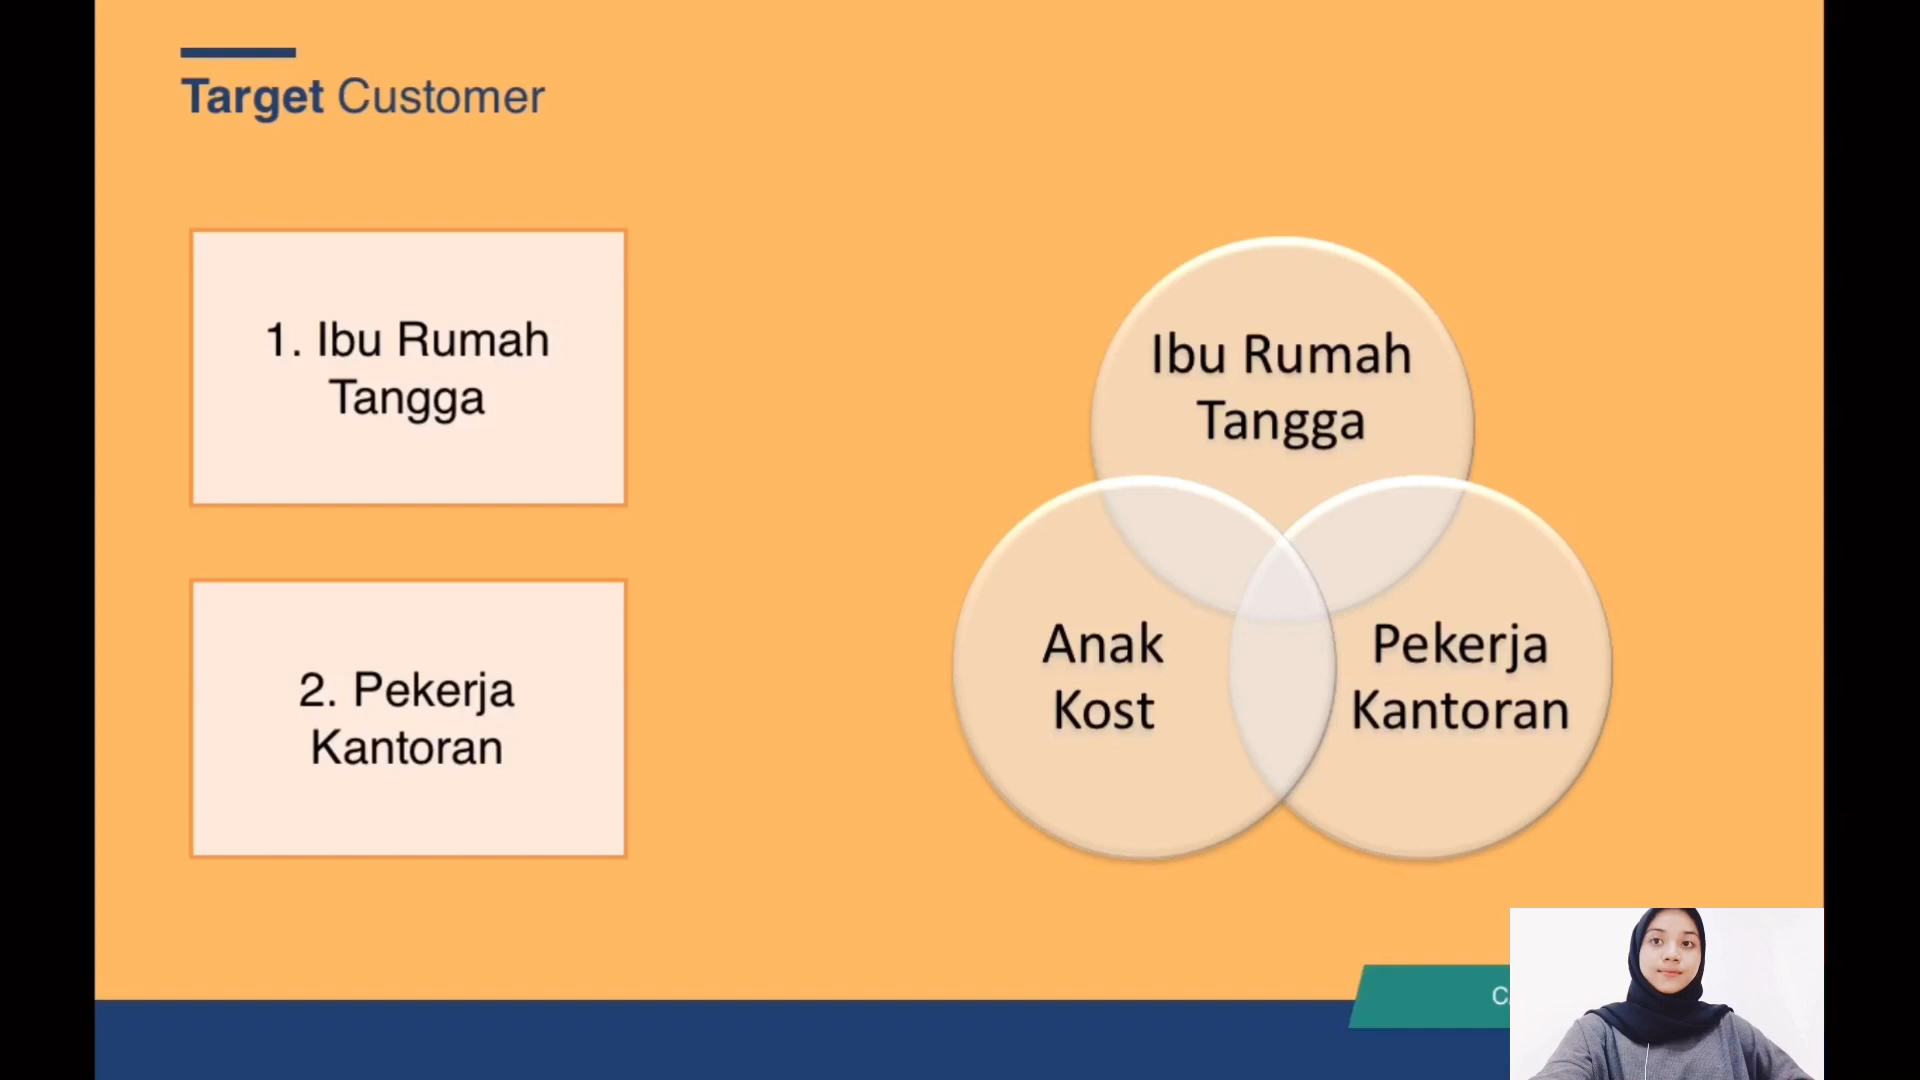 Target Customer
1. Ibu Rumah
Tangga
2. Pekerja
Kantoran
Ibu Rumah
Tangga
Anak
Kost
Pekerja
Kantoran